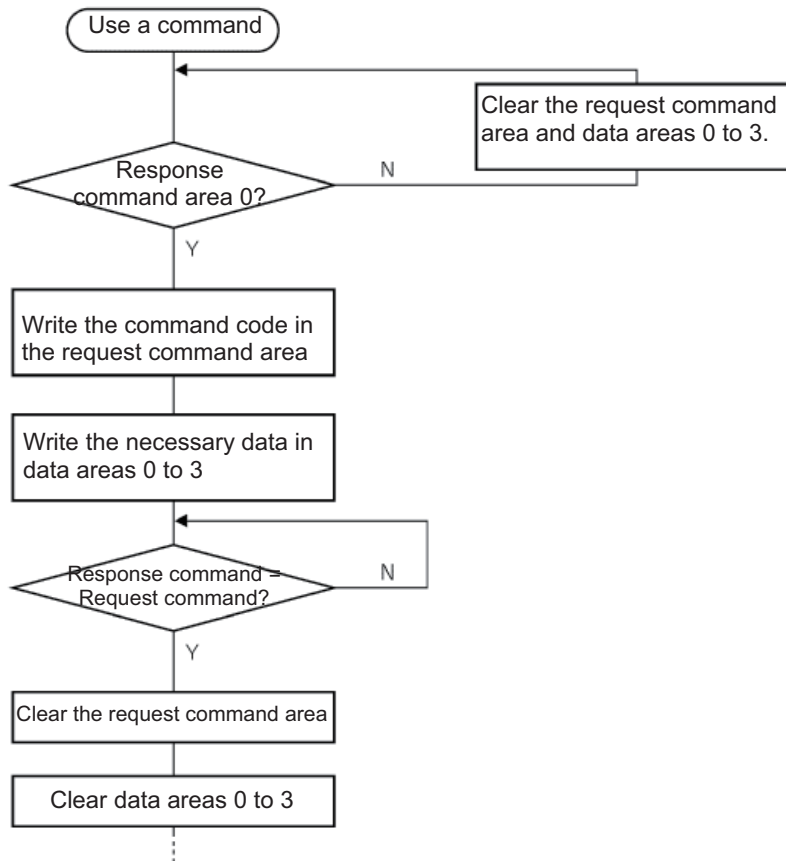 Use a command
Clear the request command
area and data areas 0 to 3.
Response
command area 0?
N
Y
Write the command code in
the request command area
Write the necessary data in
data areas 0 to 3
Response command =
Request command?
N
Y
Clear the request command area
Clear data areas 0 to 3